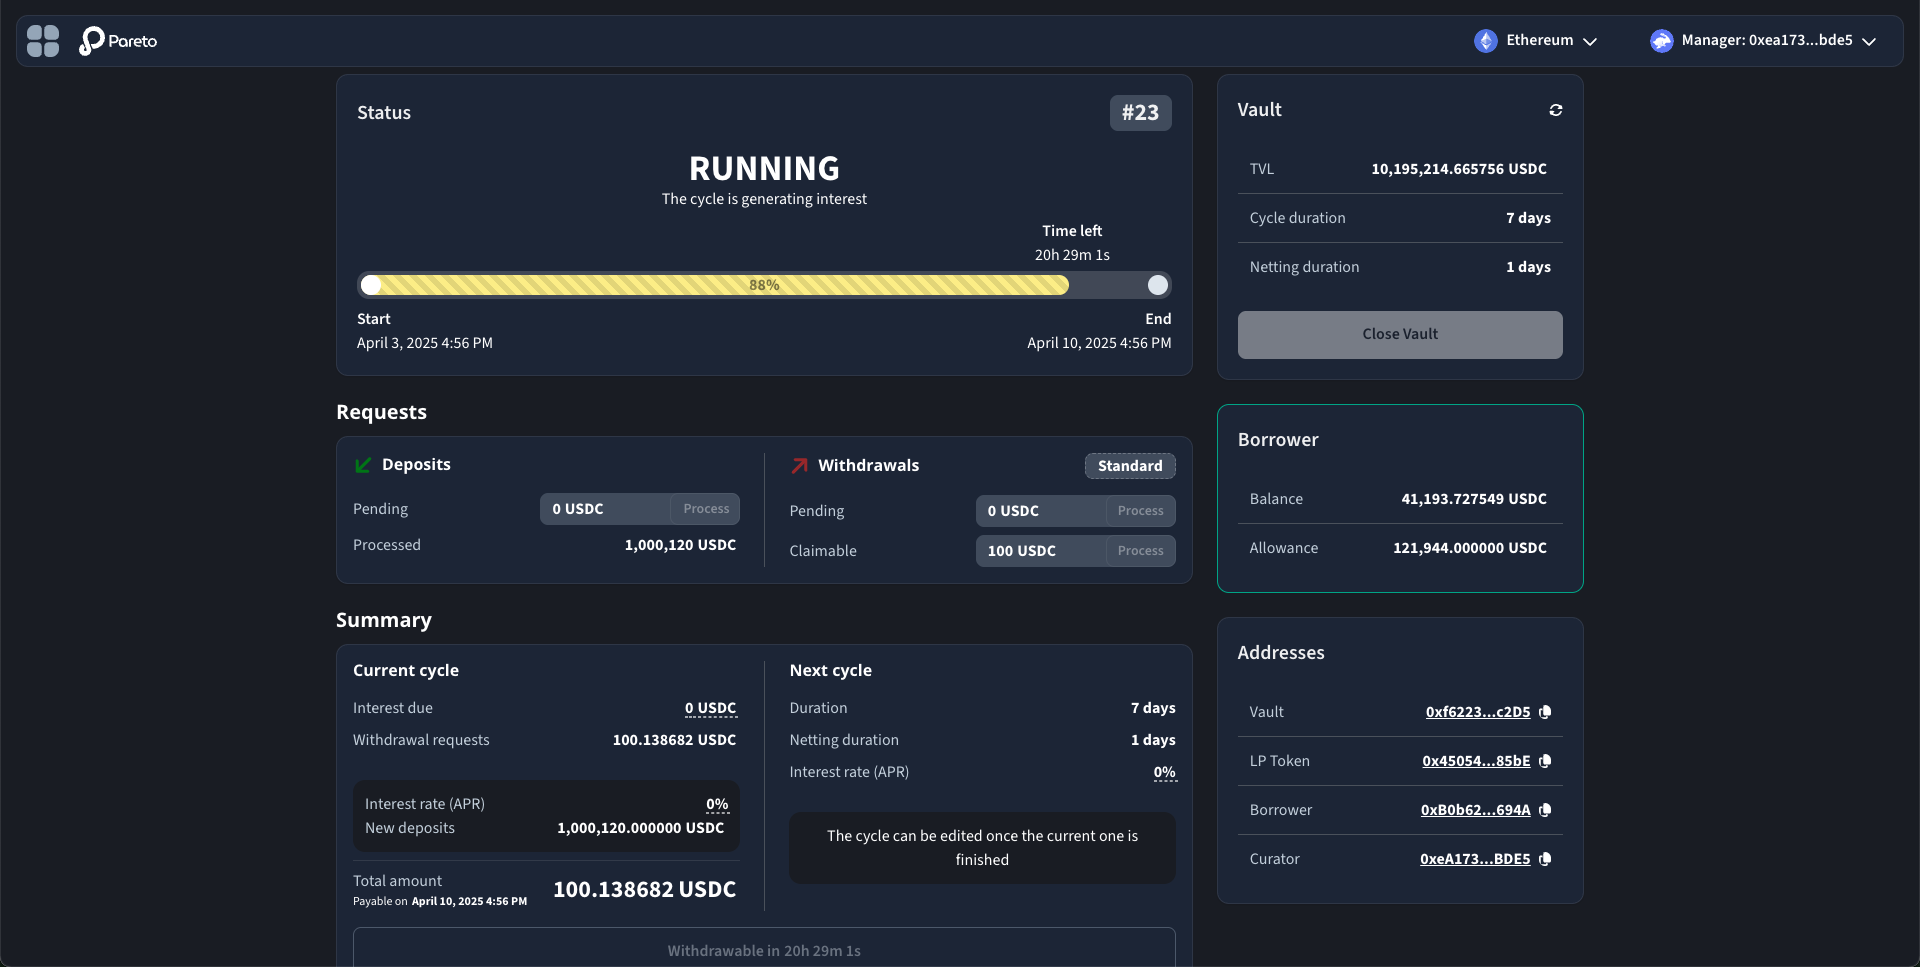 Pareto
Ethereum
Manager: 0xea173...bde5
Status
#23
RUNNING
The cycle is generating interest
Time left
20h 29m 1s
88%
Start
End
April 3, 2025 4:56 PM
April 10, 2025 4:56 PM
Requests
Deposits
Pending
0 USDC
Process
Processed
1,000,120 USDC
Withdrawals
Standard
Pending
0 USDC
Process
Claimable
100 USDC
Process
Summary
Current cycle
Interest due
0 USDC
Withdrawal requests
100.138682 USDC
Interest rate (APR)
0%
New deposits
1,000,120.000000 USDC
Total amount
Payable on April 10, 2025 4:56 PM
100.138682 USDC
Next cycle
Duration
7 days
Netting duration
1 days
Interest rate (APR)
0%
The cycle can be edited once the current one is
finished
Withdrawable in 20h 29m 1s
Vault
TVL
10,195,214.665756 USDC
Cycle duration
7 days
Netting duration
1 days
Close Vault
Borrower
Balance
41,193.727549 USDC
Allowance
121,944.000000 USDC
Addresses
Vault
0xf6223...c2D5
LP Token
0x45054...85bE
Borrower
0xB0b62...694A
Curator
0xeA173...BDE5